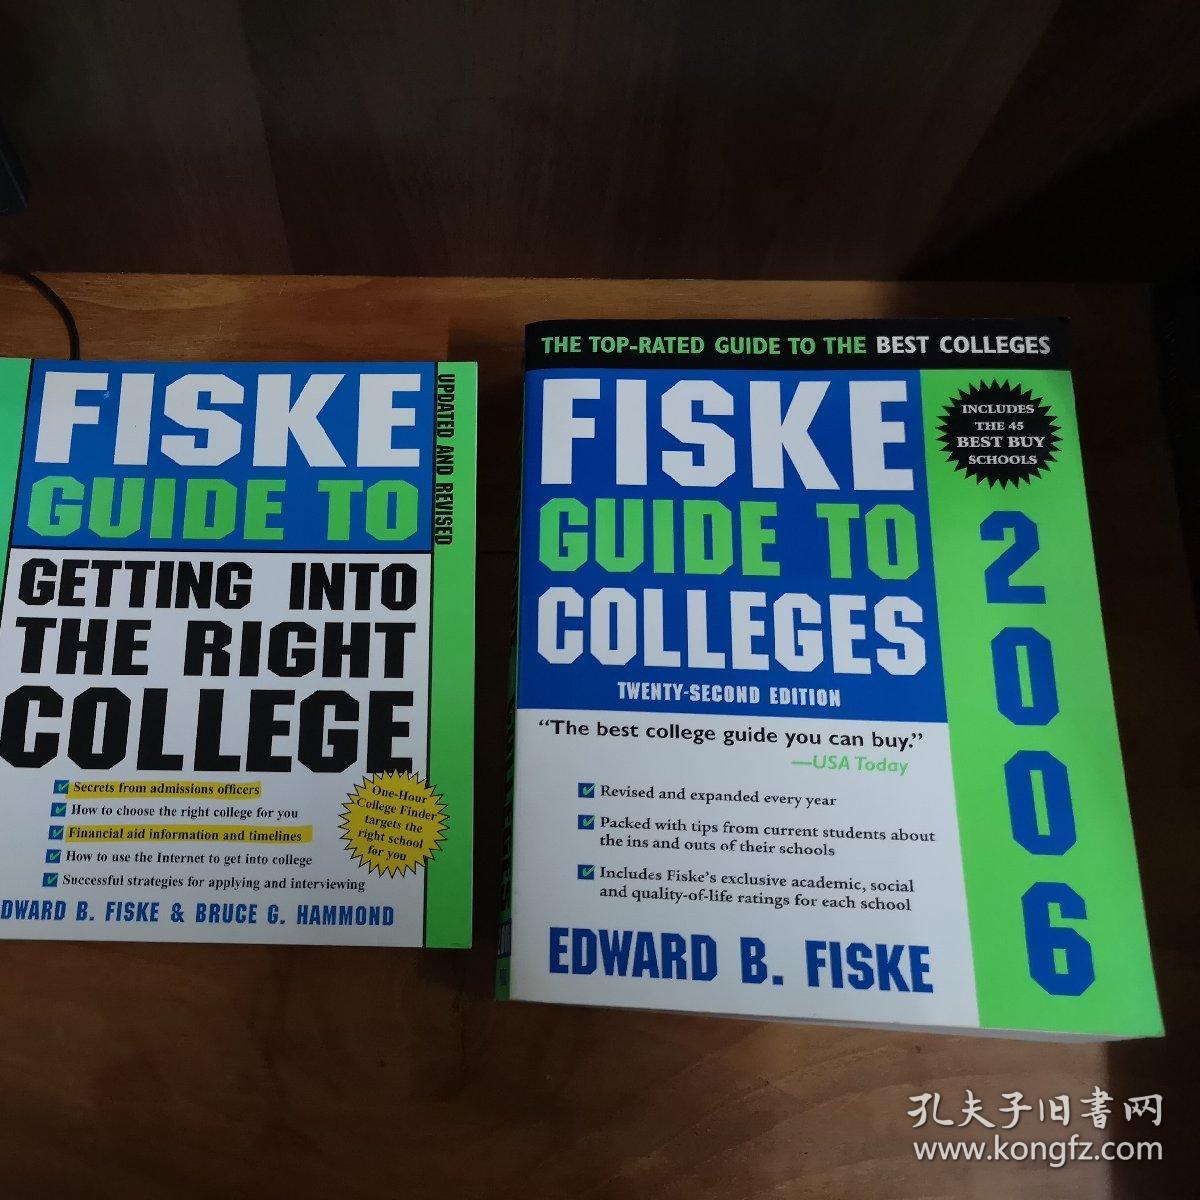 FISKE
GUIDE TO
GETTING INTO
THE RIGHT
COLLEGE
UPDATED AND REVISED
Secrets from admissions officers
How to choose the right college for you
Financial aid information and timelines
How to use the Internet to get into college
Successful strategies for applying and interviewing
One-Hour
College Finder
targets the
right school
for you
DWARD B. FISKE & BRUCE G. HAMMOND
THE TOP-RATED GUIDE TO THE BEST COLLEGES
FISKE
GUIDE TO
COLLEGES
TWENTY-SECOND EDITION
INCLUDES
THE 45
BEST BUY
SCHOOLS
2006
“The best college guide you can buy.”
—USA Today
Revised and expanded every year
Packed with tips from current students about
the ins and outs of their schools
Includes Fiske's exclusive academic, social
and quality-of-life ratings for each school
EDWARD B. FISKE
孔夫子旧書网
www.kongfz.com